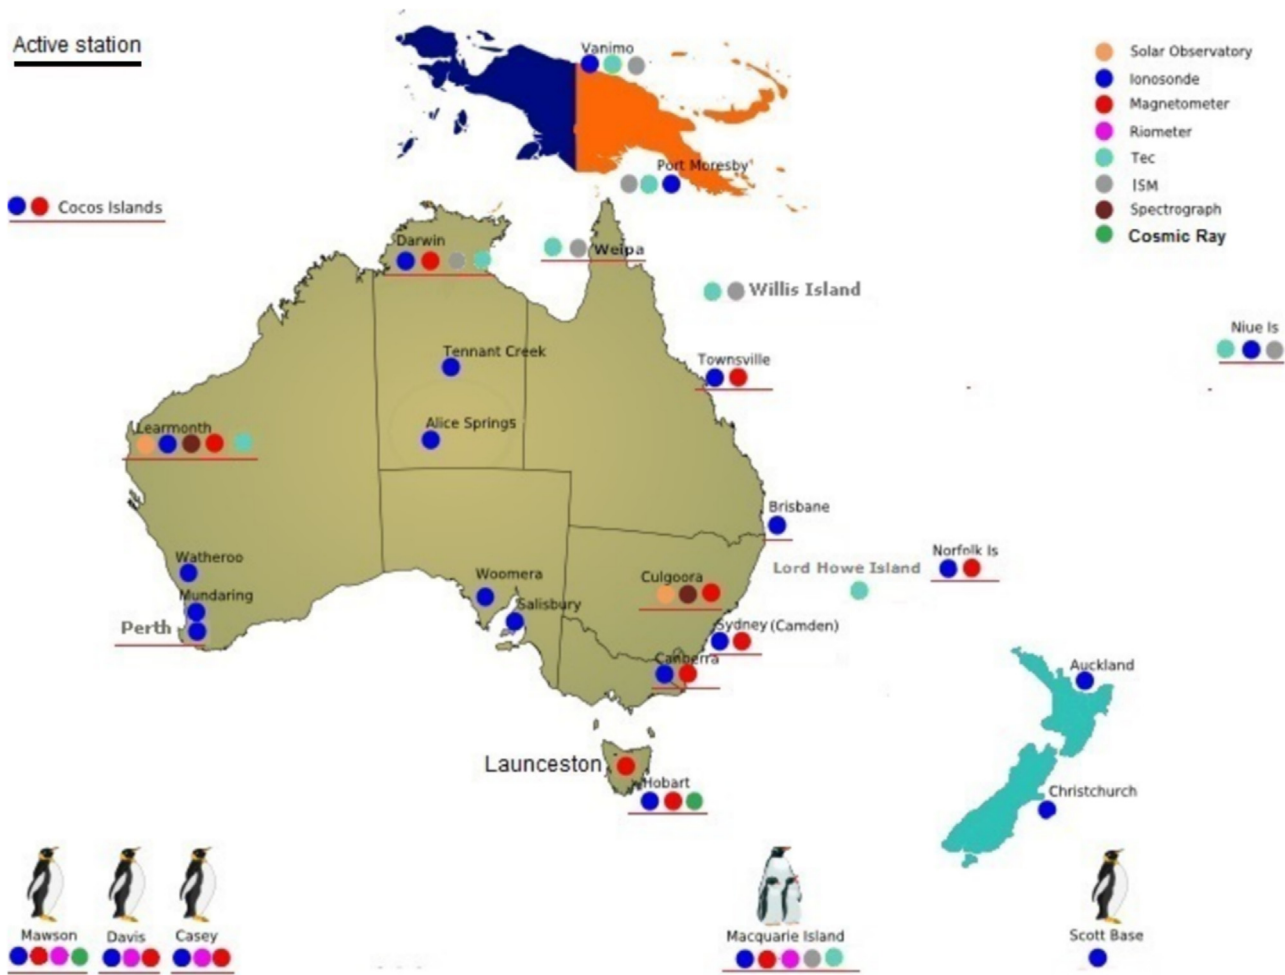 Active station
Vanimo
Solar Observatory
Ionosonde
Magnetometer
Riometer
Tec
ISM
Spectrograph
Cosmic Ray
Port Moresby
Cocos Islands
Darwin
Weipa
Willis Island
Niue Is
Tennant Creek
Townsville
Learmonth
Alice Springs
Brisbane
Watheroo
Norfolk Is
Lord Howe Island
Woomera
Culgoora
Mundaring
Salisbury
Perth
Sydney (Camden)
Canberra
Auckland
Launceston
Hobart
Christchurch
Mawson
Davis
Casey
Macquarie Island
Scott Base